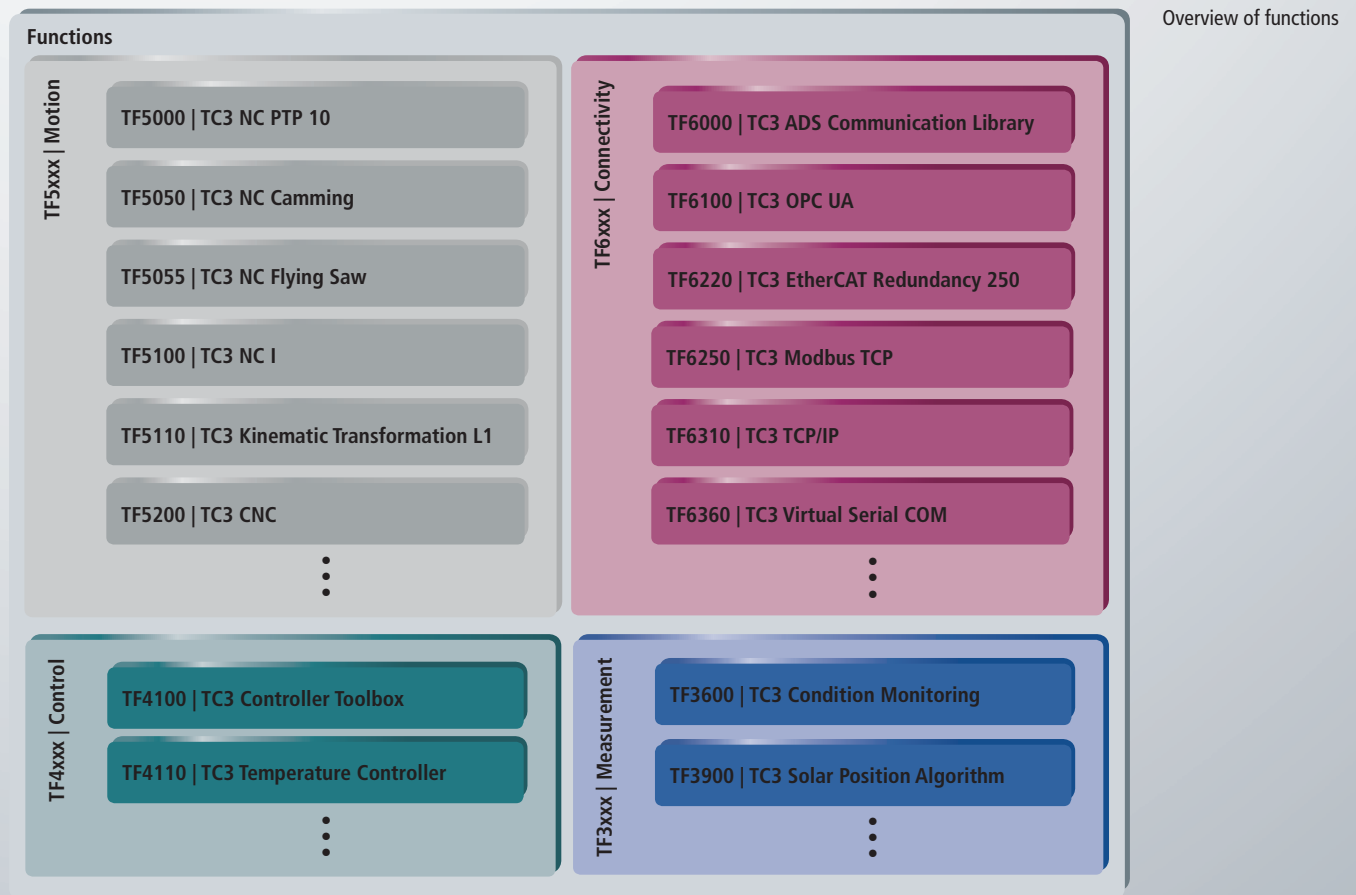 Overview of functions
Functions
TF5xxx | Motion
TF5000 | TC3 NC PTP 10
TF5050 | TC3 NC Camming
TF5055 | TC3 NC Flying Saw
TF5100 | TC3 NC I
TF5110 | TC3 Kinematic Transformation L1
TF5200 | TC3 CNC
TF6xxx | Connectivity
TF6000 | TC3 ADS Communication Library
TF6100 | TC3 OPC UA
TF6220 | TC3 EtherCAT Redundancy 250
TF6250 | TC3 Modbus TCP
TF6310 | TC3 TCP/IP
TF6360 | TC3 Virtual Serial COM
TF4xxx | Control
TF4100 | TC3 Controller Toolbox
TF4110 | TC3 Temperature Controller
TF3xxx | Measurement
TF3600 | TC3 Condition Monitoring
TF3900 | TC3 Solar Position Algorithm